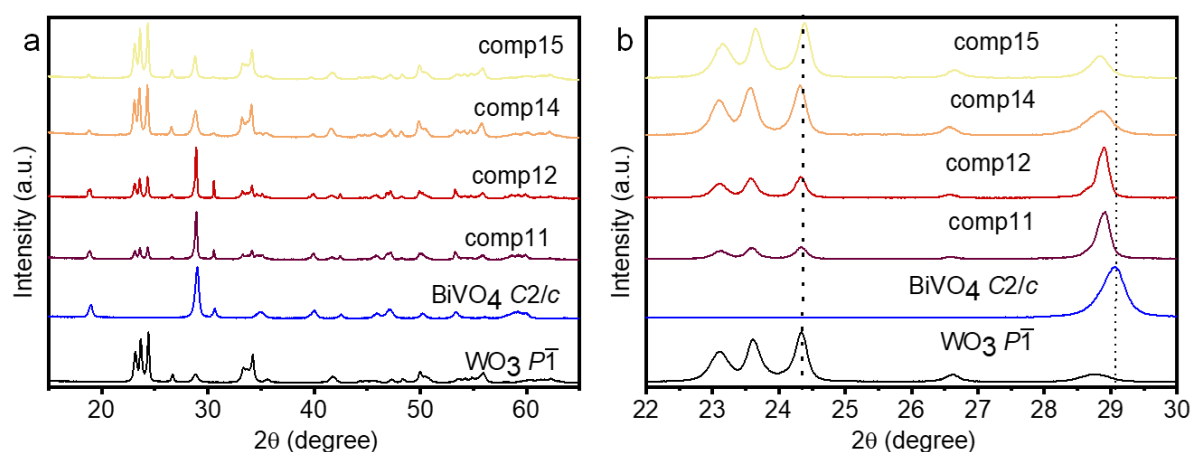 a
comp15
comp14
comp12
comp11
BiVO4 C2/c
WO3 P1̅
Intensity (a.u.)
20 30 40 50 60
2θ (degree)
b
comp15
comp14
comp12
comp11
BiVO4 C2/c
WO3 P1̅
Intensity (a.u.)
22 23 24 25 26 27 28 29 30
2θ (degree)